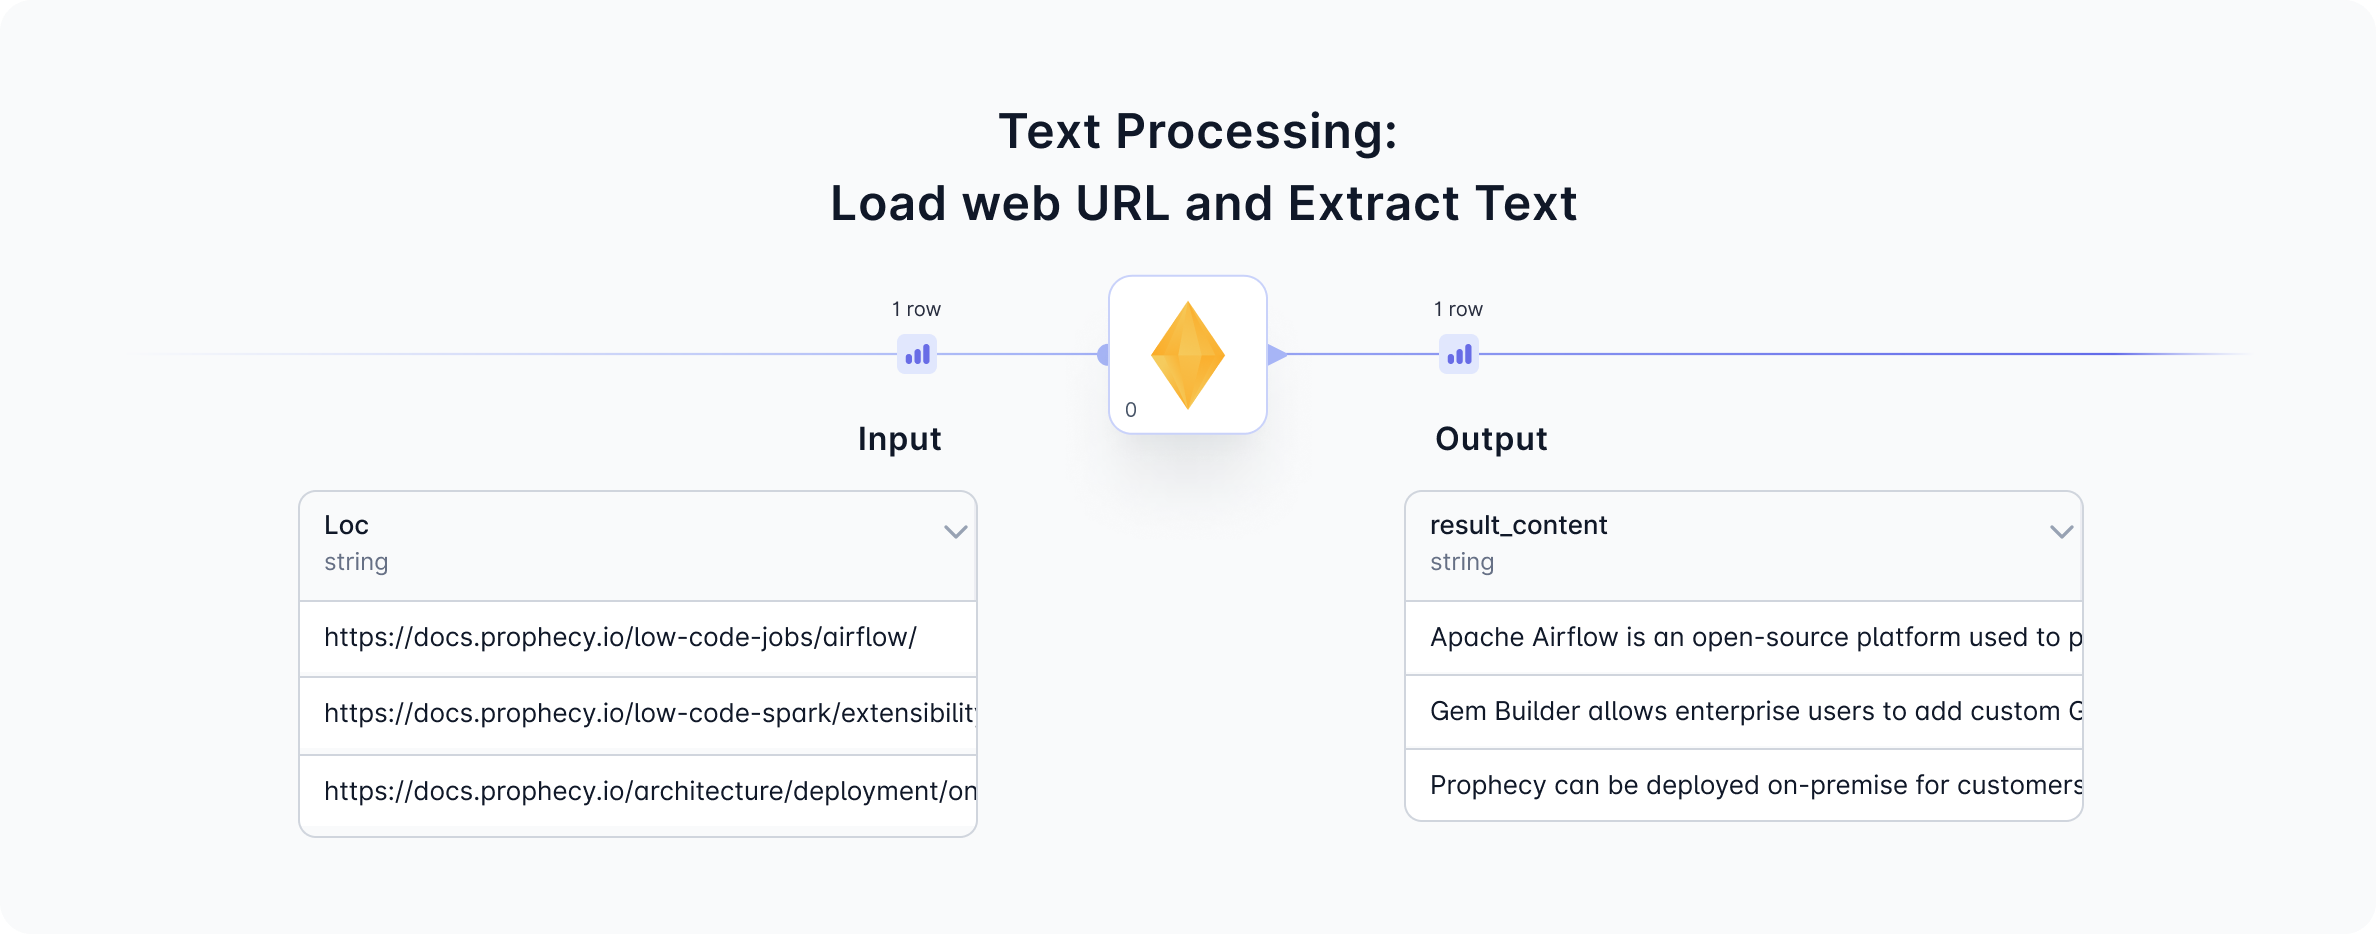 Text Processing:
Load web URL and Extract Text
1 row
1 row
0
Input
Output
Loc
string
https://docs.prophecy.io/low-code-jobs/airflow/
https://docs.prophecy.io/low-code-spark/extensibility
https://docs.prophecy.io/architecture/deployment/on
result_content
string
Apache Airflow is an open-source platform used to p
Gem Builder allows enterprise users to add custom G
Prophecy can be deployed on-premise for customers